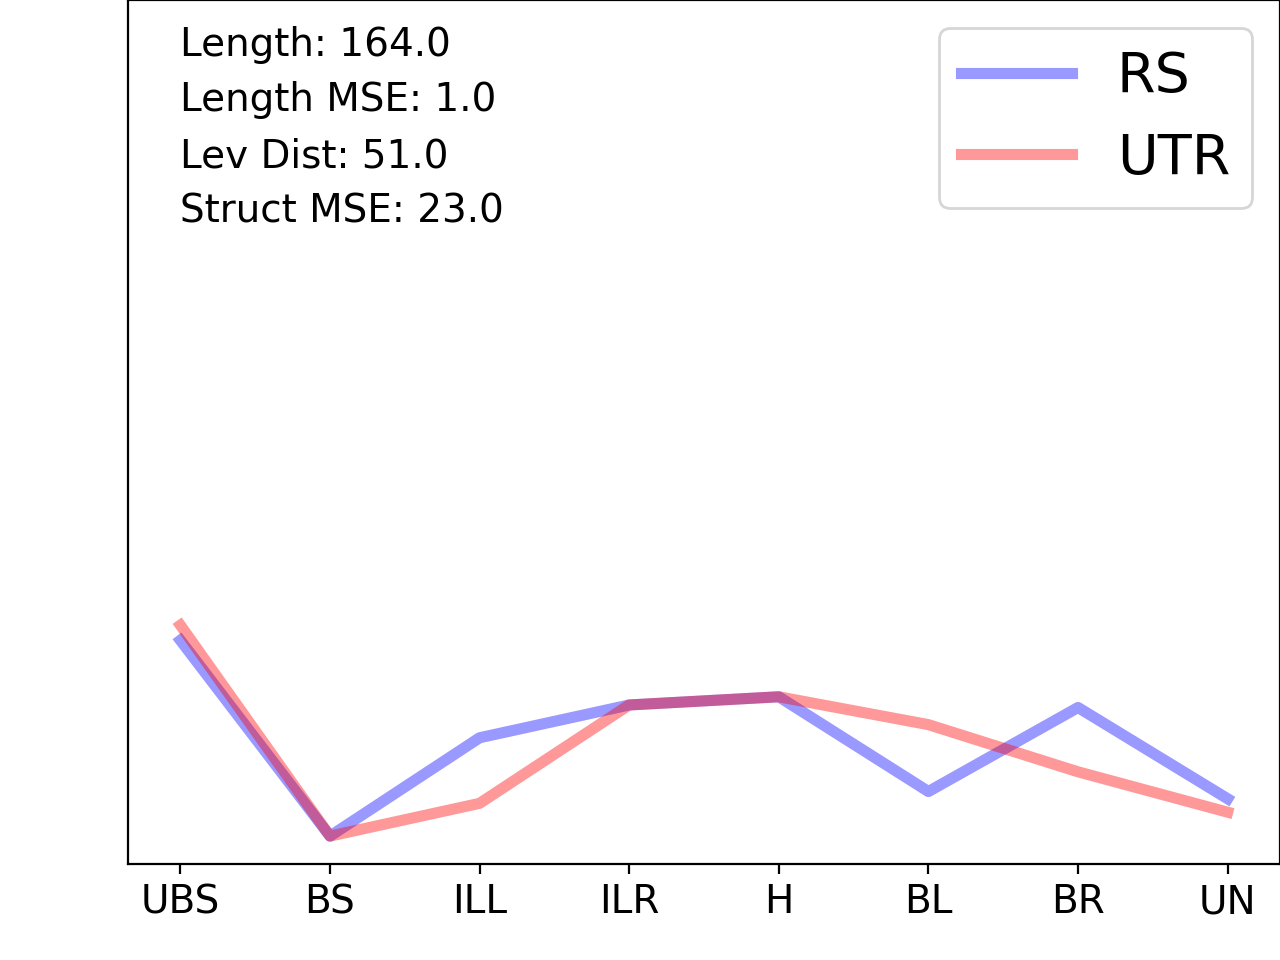 Length: 164.0
Length MSE: 1.0
Lev Dist: 51.0
Struct MSE: 23.0
RS
UTR
UBS BS ILL ILR H BL BR UN